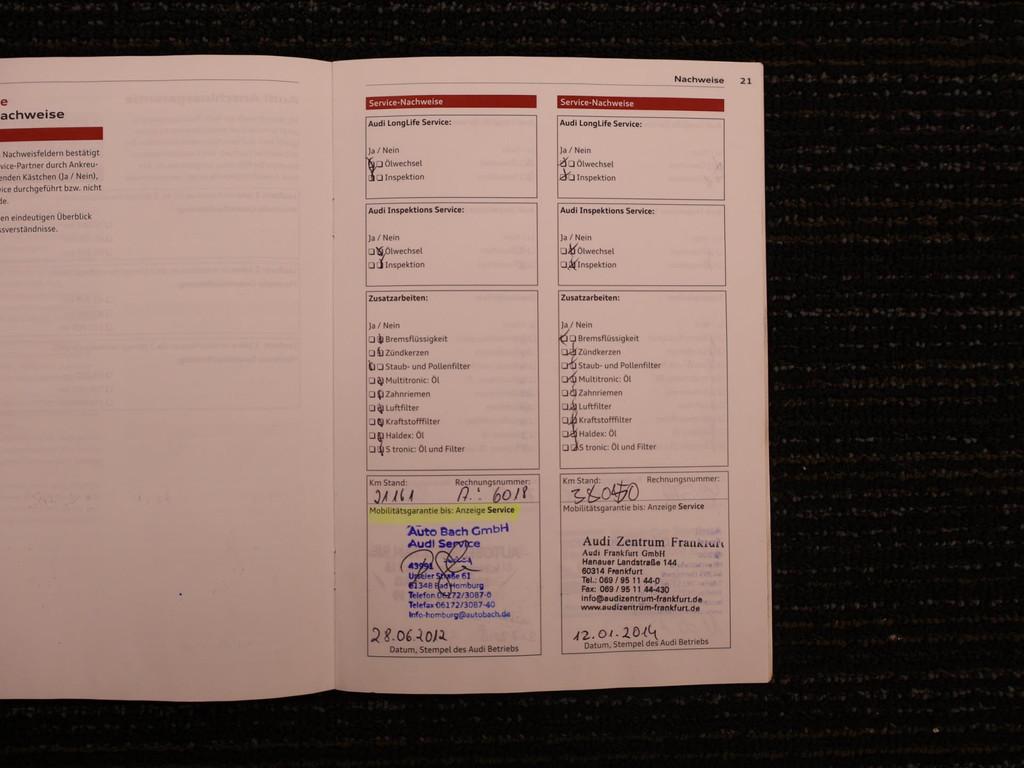 Nachweise 21
e
achweise
Nachweisfeldern bestätigt
vice-Partner durch Ankreu-
enden Kästchen (Ja / Nein),
vice durchgeführt bzw. nicht
de.
en eindeutigen Überblick
ssverständnisse.
Service-Nachweise
Audi LongLife Service:
Ja / Nein
Ölwechsel
Inspektion
Audi Inspektions Service:
Ja / Nein
Ölwechsel
Inspektion
Zusatzarbeiten:
Ja / Nein
Bremsflüssigkeit
Zündkerzen
Staub- und Pollenfilter
Multitronic: Öl
Zahnriemen
Luftfilter
Kraftstofffilter
Haldex: Öl
S tronic: Öl und Filter
Km Stand: Rechnungsnummer:
21161 A.: 6018
Mobilitätsgarantie bis: Anzeige Service
Auto Bach GmbH
Audi Service
43991
Urseler Straße 61
61348 Bad Homburg
Telefon 06172/3087-0
Telefax 06172/3087-40
info-homburg@autobach.de
28.06.2012
Datum, Stempel des Audi Betriebs
Service-Nachweise
Audi LongLife Service:
Ja / Nein
Ölwechsel
Inspektion
Audi Inspektions Service:
Ja / Nein
Ölwechsel
Inspektion
Zusatzarbeiten:
Ja / Nein
Bremsflüssigkeit
Zündkerzen
Staub- und Pollenfilter
Multitronic: Öl
Zahnriemen
Luftfilter
Kraftstofffilter
Haldex: Öl
S tronic: Öl und Filter
Km Stand: Rechnungsnummer:
Mobilitätsgarantie bis: Anzeige Service
Audi Zentrum Frankfurt
Audi Frankfurt GmbH
Hanauer Landstraße 144
60314 Frankfurt
Tel.: 069 / 95 11 44-0
Fax: 069 / 95 11 44-430
info@audizentrum-frankfurt.de
www.audizentrum-frankfurt.de
12.01.2014
Datum, Stempel des Audi Betriebs